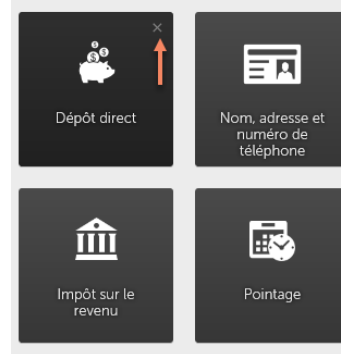 Dépôt direct
Nom, adresse et
numéro de
téléphone
Impôt sur le
revenu
Pointage